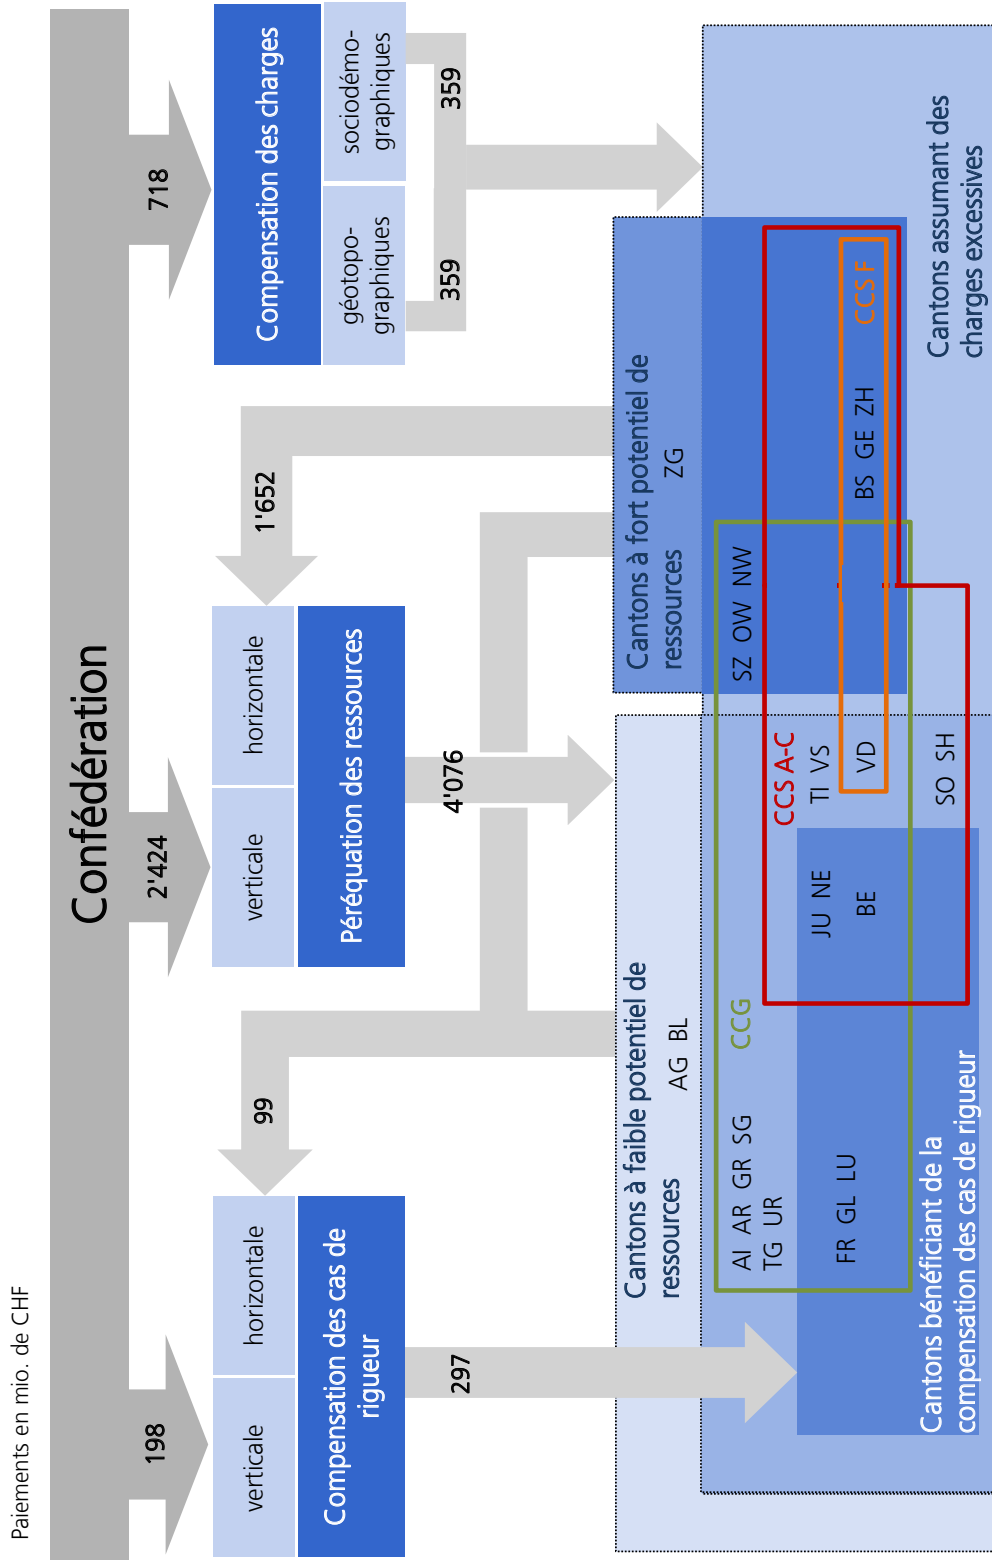 Paiements en mio. de CHF
Confédération
198
2'424
718
verticale
horizontale
Compensation des cas de
rigueur
99
verticale
horizontale
Péréquation des ressources
1'652
Compensation des charges
géotopo-
graphiques
sociodémo-
graphiques
297
4'076
359
359
Cantons à faible potentiel de
ressources
AG BL
Cantons à fort potentiel de
ressources
ZG
AI AR GR SG
TG UR
CCG
SZ OW NW
CCS A-C
TI VS
JU NE
FR GL LU
BE
VD
BS GE ZH
CCS F
SO SH
Cantons bénéficiant de la
compensation des cas de rigueur
Cantons assumant des
charges excessives